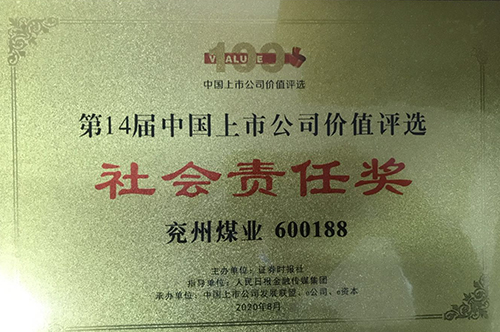 100
VALUE
中国上市公司价值评选
第14届中国上市公司价值评选
社会责任奖
兖州煤业 600188
主办单位：证券时报社
指导单位：人民日报金融传媒集团
承办单位：中国上市公司发展联盟、e公司、e资本
2020年8月